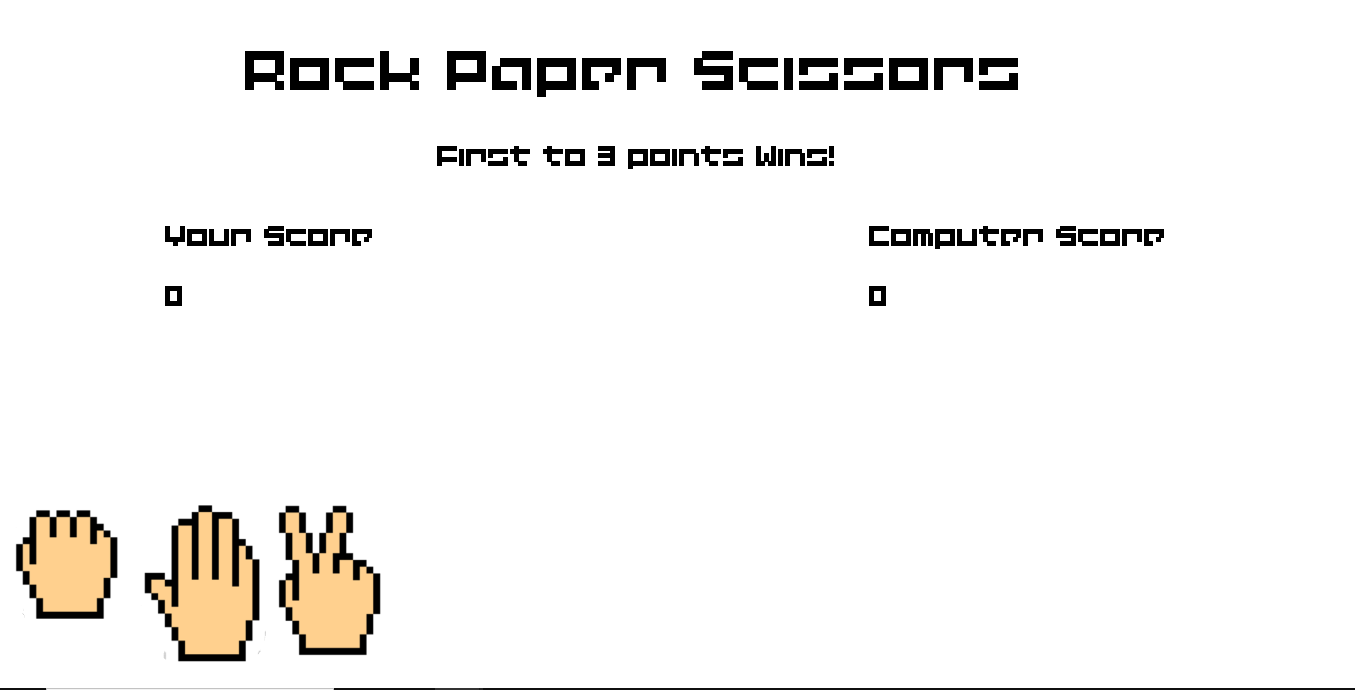 Rock Paper Scissors
First to 3 points Wins!
Your Score
Computer Score
0
0